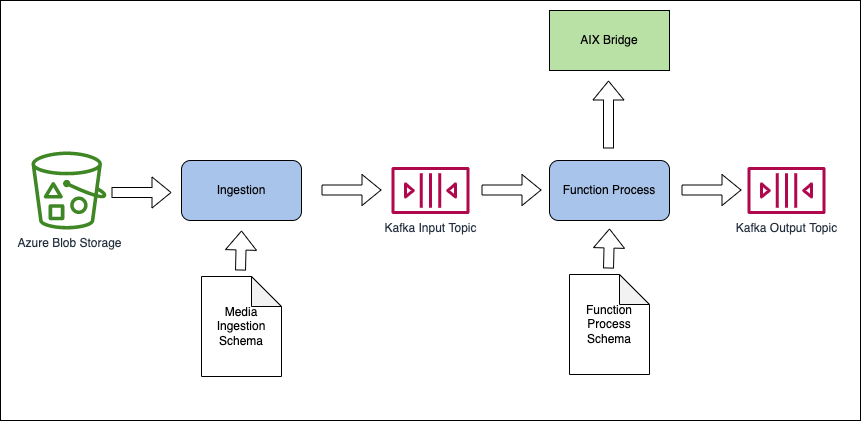 AIX Bridge
Ingestion
Function Process
Azure Blob Storage
Kafka Input Topic
Kafka Output Topic
Media
Ingestion
Schema
Function
Process
Schema